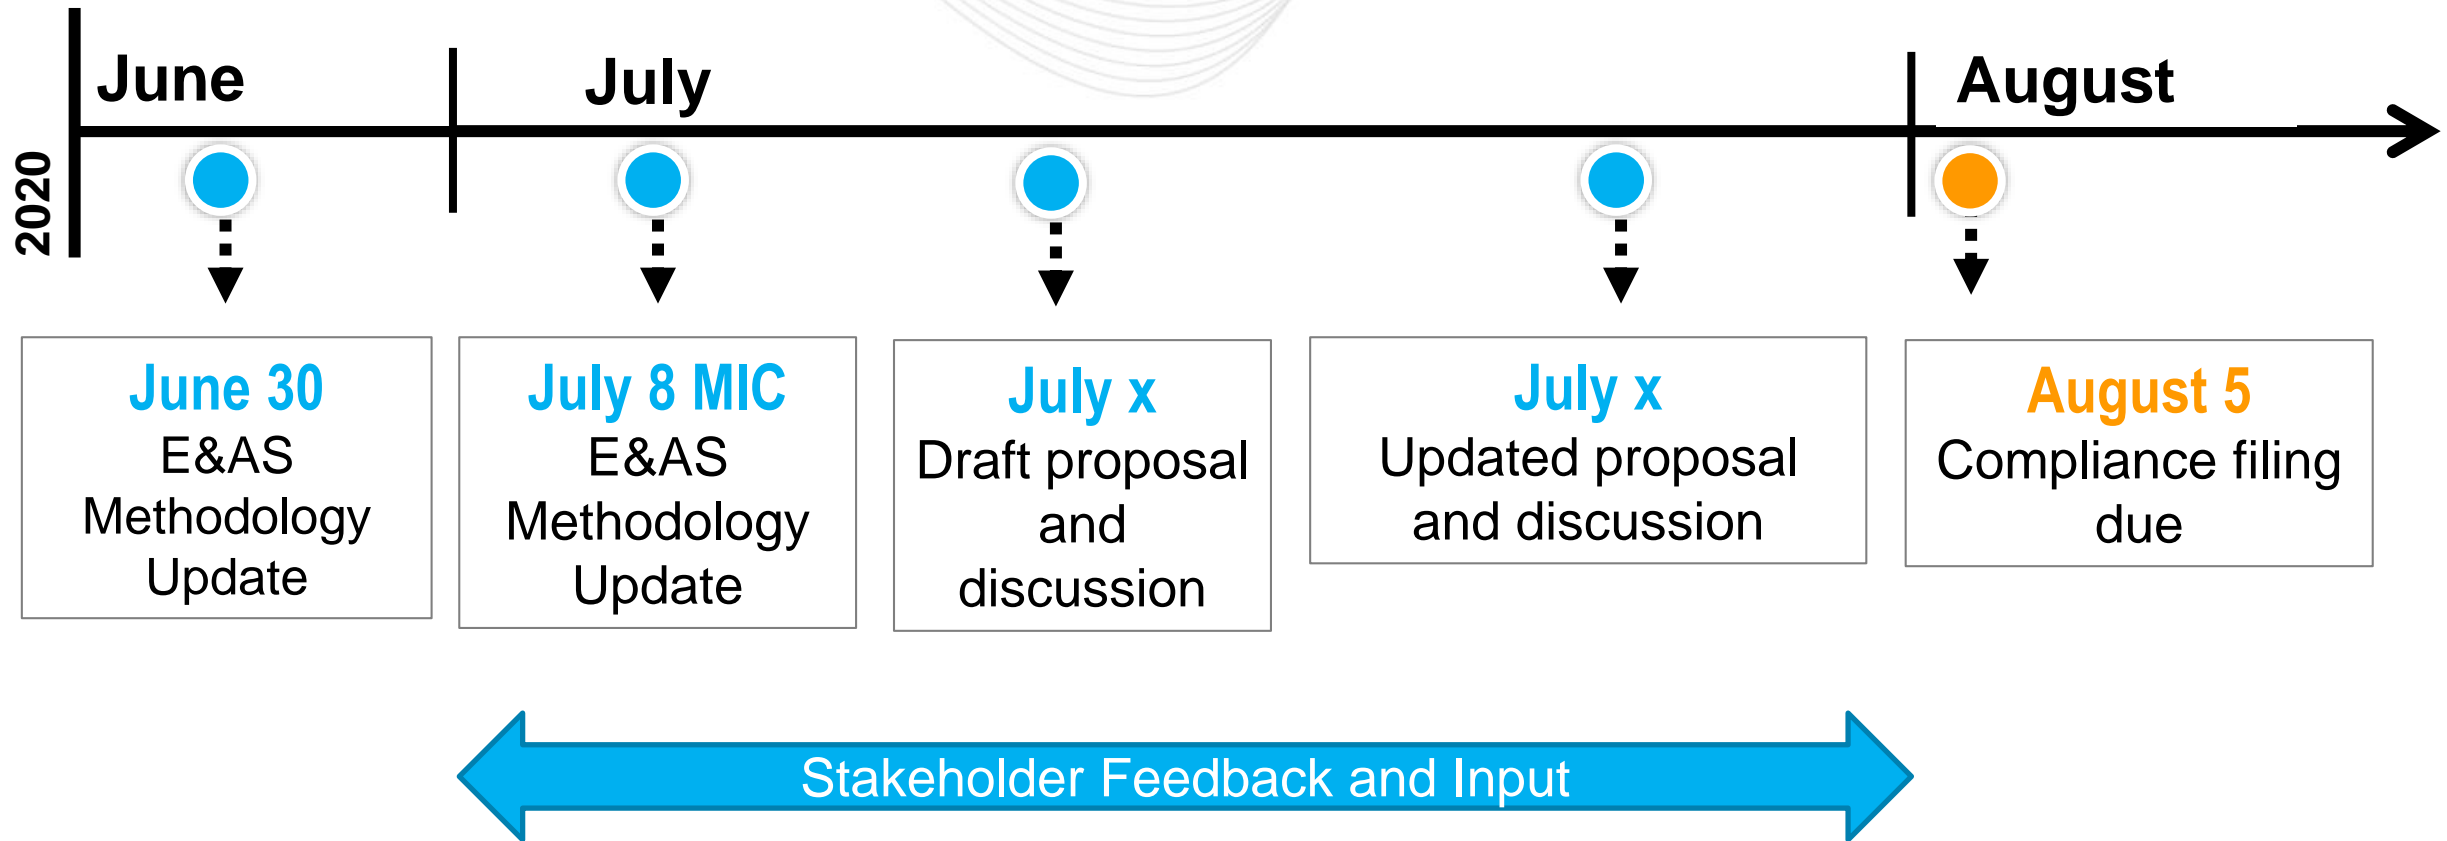 June
July
August
2020
June 30
E&AS
Methodology
Update
July 8 MIC
E&AS
Methodology
Update
July x
Draft proposal
and
discussion
July x
Updated proposal
and discussion
August 5
Compliance filing
due
Stakeholder Feedback and Input